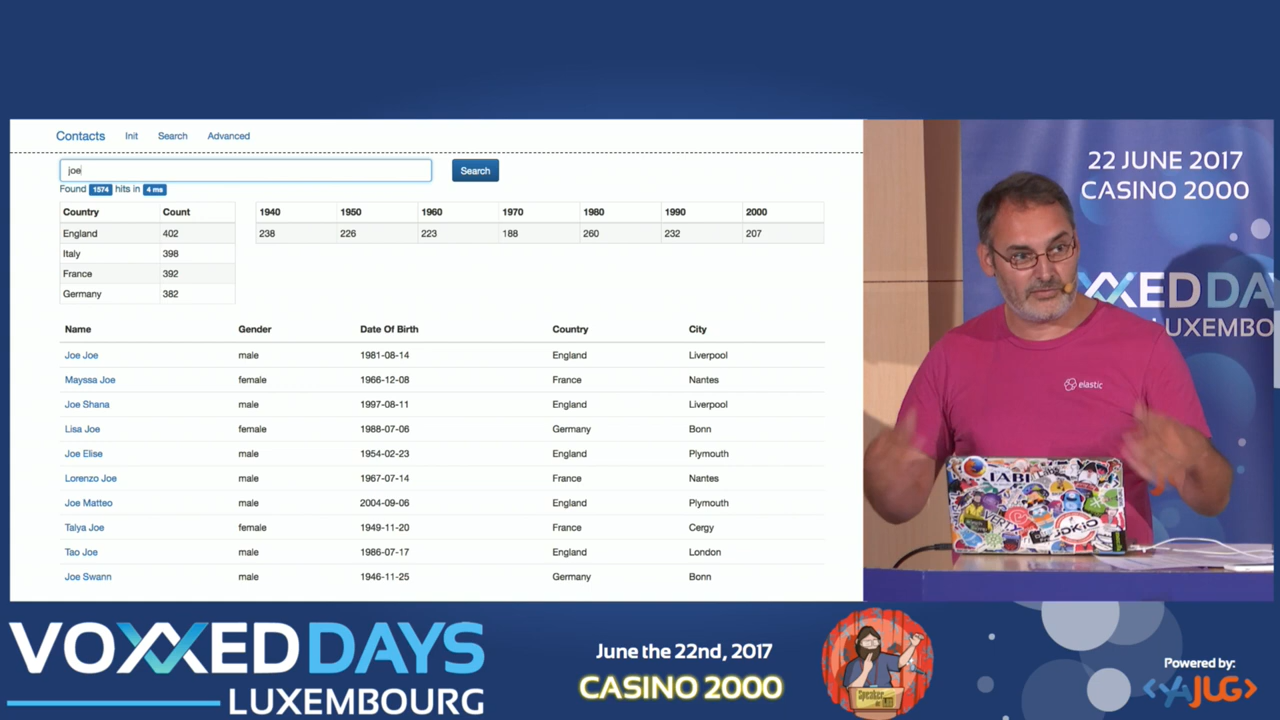 Contacts Init Search Advanced
joe Search
Found 1574 hits in 4 ms
Country Count
England 402
Italy 398
France 392
Germany 382
1940 1950 1960 1970 1980 1990 2000
238 226 223 188 260 232 207
Name Gender Date Of Birth Country City
Joe Joe male 1981-08-14 England Liverpool
Mayssa Joe female 1966-12-08 France Nantes
Joe Shana male 1997-08-11 England Liverpool
Lisa Joe female 1988-07-06 Germany Bonn
Joe Elise male 1954-02-23 England Plymouth
Lorenzo Joe male 1967-07-14 France Nantes
Joe Matteo male 2004-09-06 England Plymouth
Talya Joe female 1949-11-20 France Cergy
Tao Joe male 1986-07-17 England London
Joe Swann male 1946-11-25 Germany Bonn
22 JUNE 2017
CASINO 2000
XXED DA
UXEMBO
elastic
VERTX
VOXXED DAYS
LUXEMBOURG
June the 22nd, 2017
CASINO 2000
Speaker
Powered by:
<YAJUG>